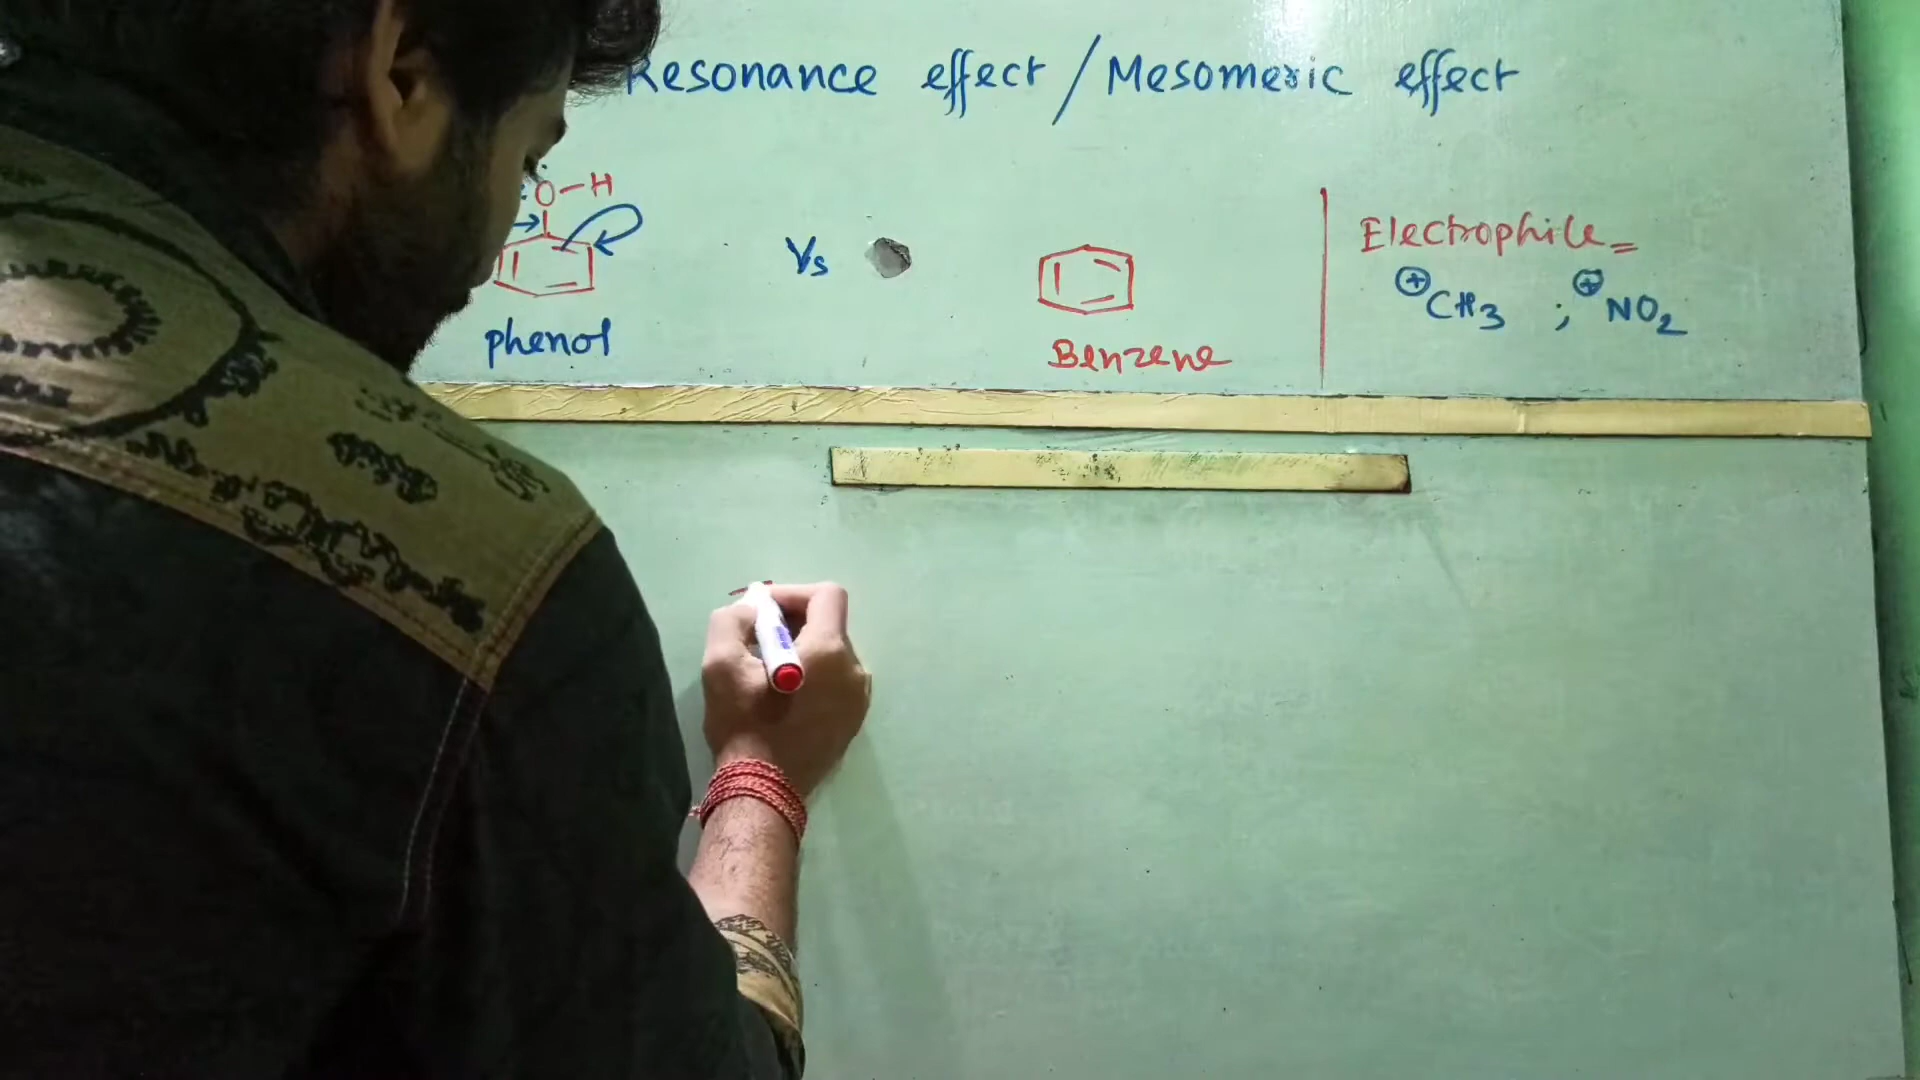 Resonance effect / Mesomeric effect
O-H
Vs
Electrophile =
⊕CH3 ; ⊕NO2
phenol
Benzene